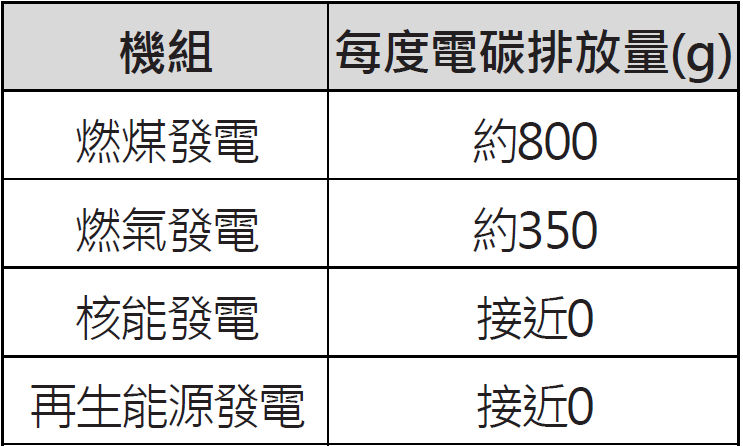 機組 每度電碳排放量(g)
燃煤發電 約800
燃氣發電 約350
核能發電 接近0
再生能源發電 接近0